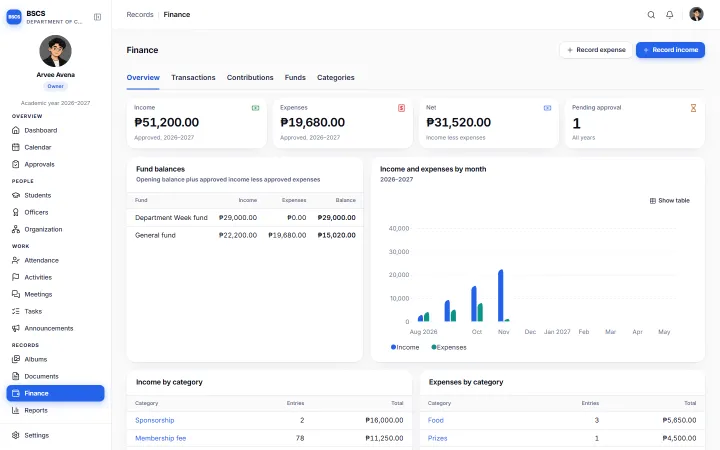 BSCS
BSCS
DEPARTMENT OF C...
Arvee Avena
Owner
Academic year 2026–2027
OVERVIEW
Dashboard
Calendar
Approvals
PEOPLE
Students
Officers
Organization
WORK
Attendance
Activities
Meetings
Tasks
Announcements
RECORDS
Albums
Documents
Finance
Reports
Settings
Records Finance
Finance
+ Record expense
+ Record income
Overview Transactions Contributions Funds Categories
Income
₱51,200.00
Approved, 2026–2027
Expenses
₱19,680.00
Approved, 2026–2027
Net
₱31,520.00
Income less expenses
Pending approval
1
All years
Fund balances
Opening balance plus approved income less approved expenses
Fund Income Expenses Balance
Department Week fund ₱29,000.00 ₱0.00 ₱29,000.00
General fund ₱22,200.00 ₱19,680.00 ₱15,020.00
Income and expenses by month
2026–2027
Show table
40,000
30,000
20,000
10,000
0
Aug 2026 Oct Nov Dec Jan 2027 Feb Mar Apr May
Income Expenses
Income by category
Category Entries Total
Sponsorship 2 ₱16,000.00
Membership fee 78 ₱11,250.00
Expenses by category
Category Entries Total
Food 3 ₱5,650.00
Prizes 1 ₱4,500.00